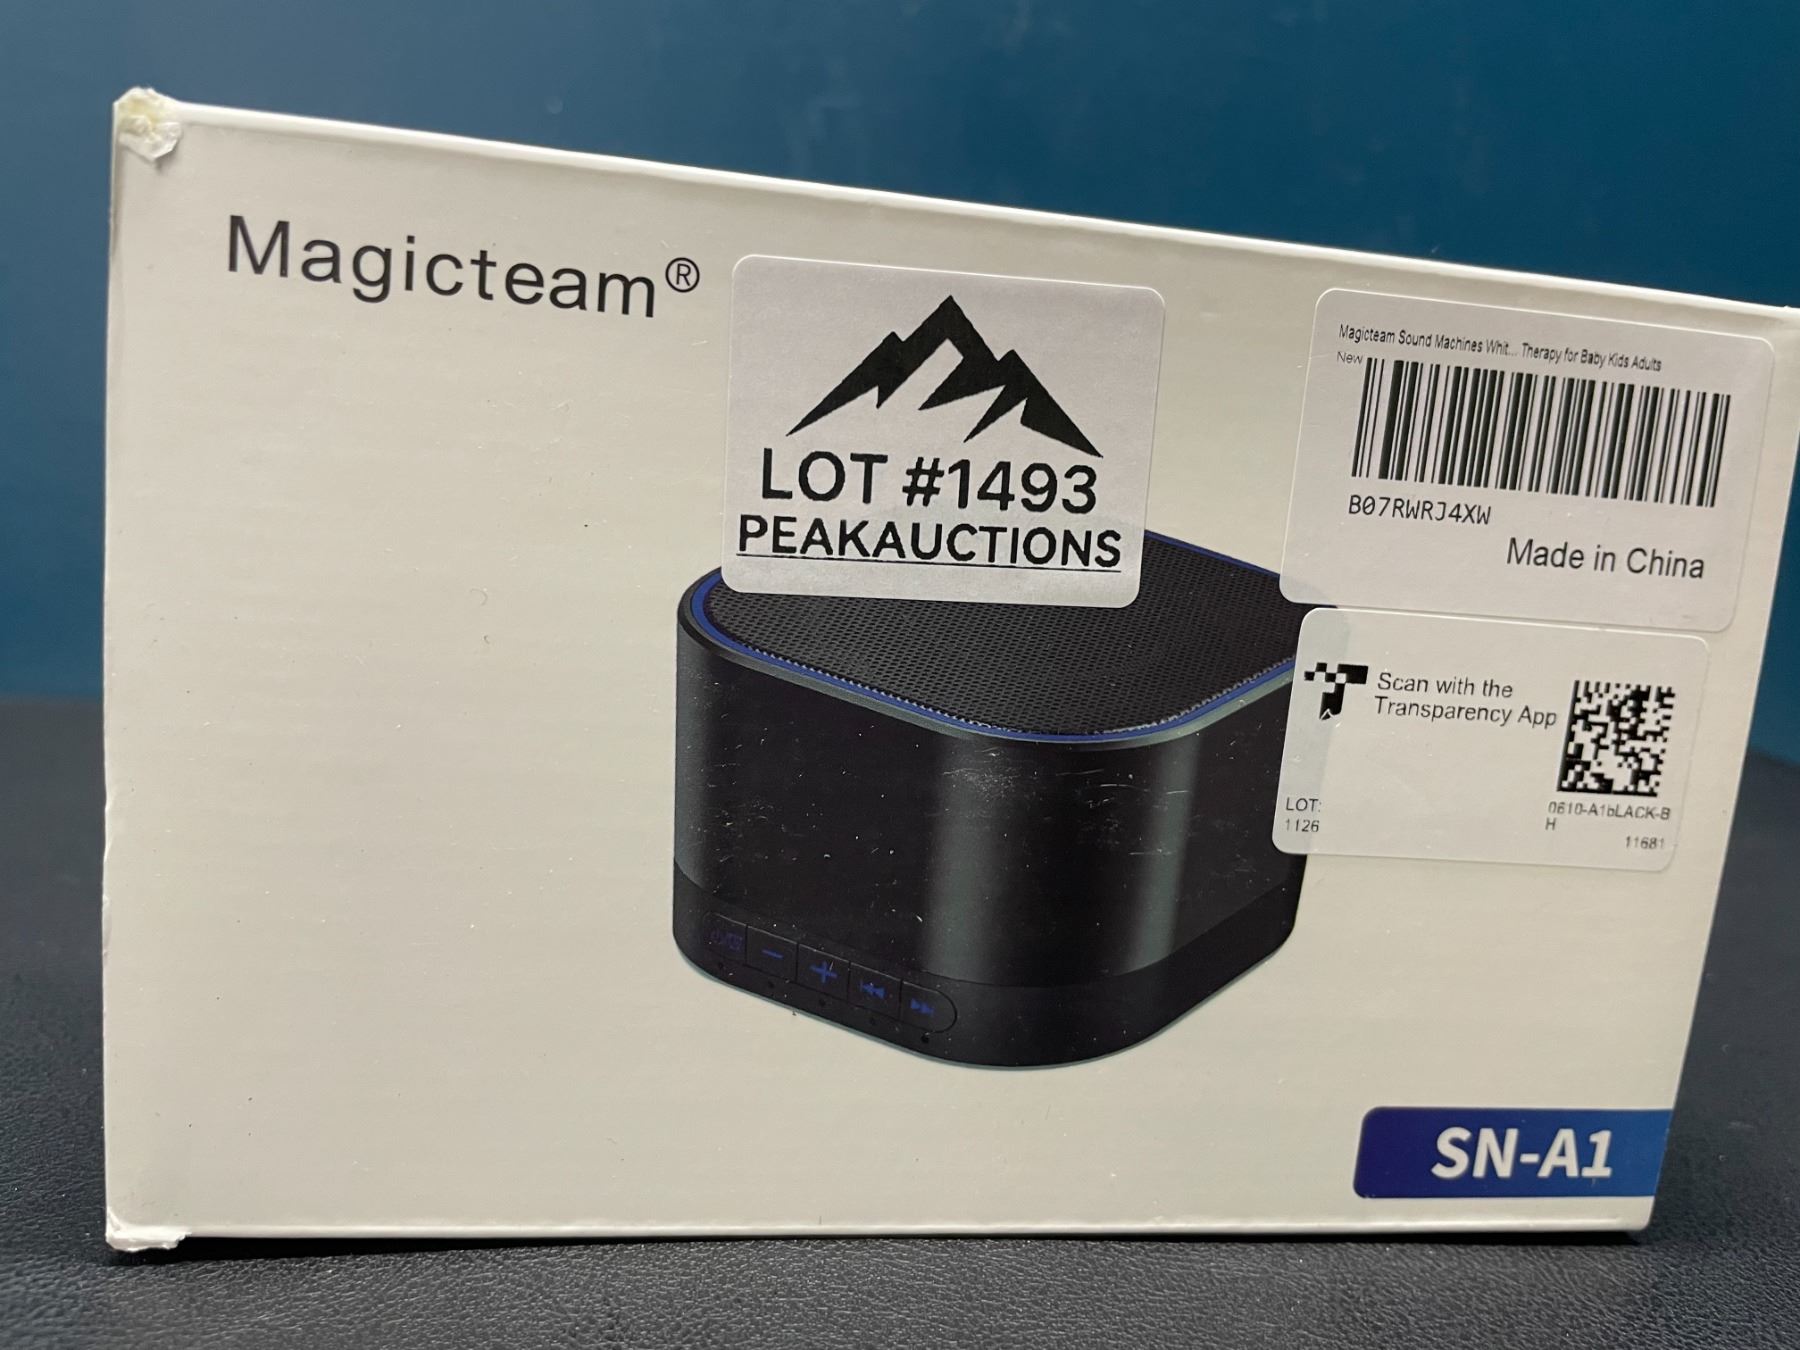 Magicteam®
LOT #1493
PEAKAUCTIONS
Magicteam Sound Machines Whit... Therapy for Baby Kids Adults
New
B07RWRJ4XW
Made in China
Scan with the
Transparency App
LOT:
1126
0610-A1bLACK-B
H
11681
SN-A1